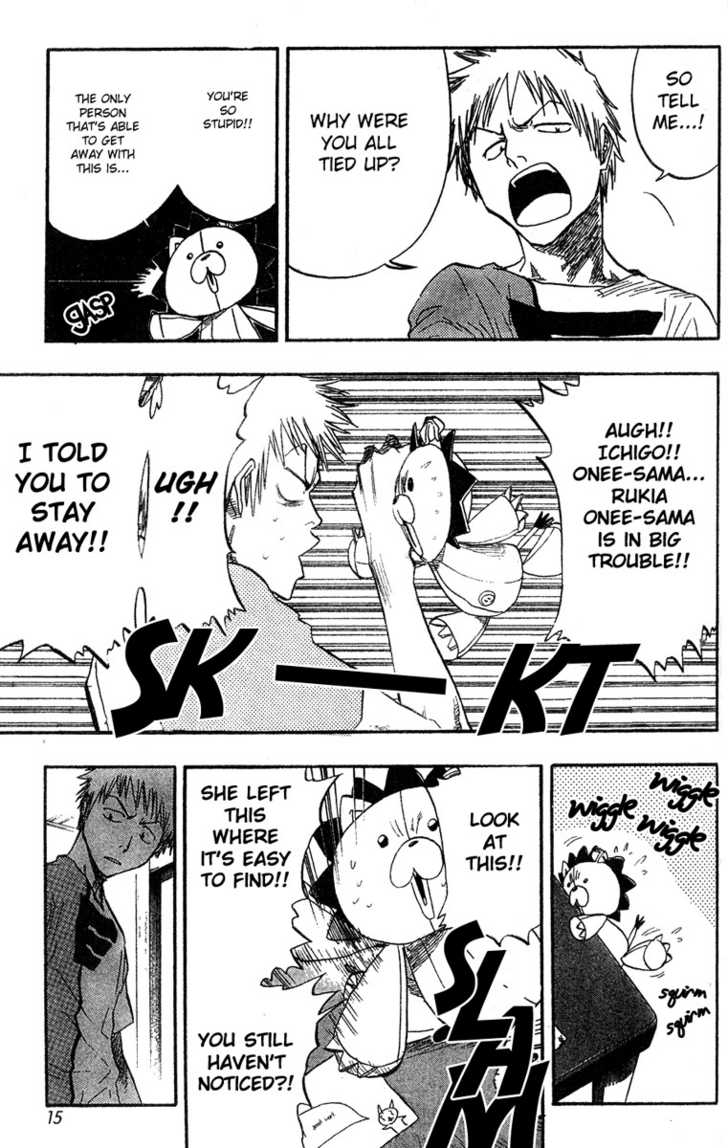 SO
TELL
ME...!
WHY WERE
YOU ALL
TIED UP?
YOU'RE
SO
STUPID!!
THE ONLY
PERSON
THAT'S ABLE
TO GET
AWAY WITH
THIS IS...
GASP
AUGH!!
ICHIGO!!
ONEE-SAMA...
RUKIA
ONEE-SAMA
IS IN BIG
TROUBLE!!
UGH
!!
I TOLD
YOU TO
STAY
AWAY!!
SK — KT
Wiggle
Wiggle
Wiggle
squirm
squirm
LOOK
AT
THIS!!
SHE LEFT
THIS
WHERE
IT'S EASY
TO FIND!!
SLAM
YOU STILL
HAVEN'T
NOTICED?!
15